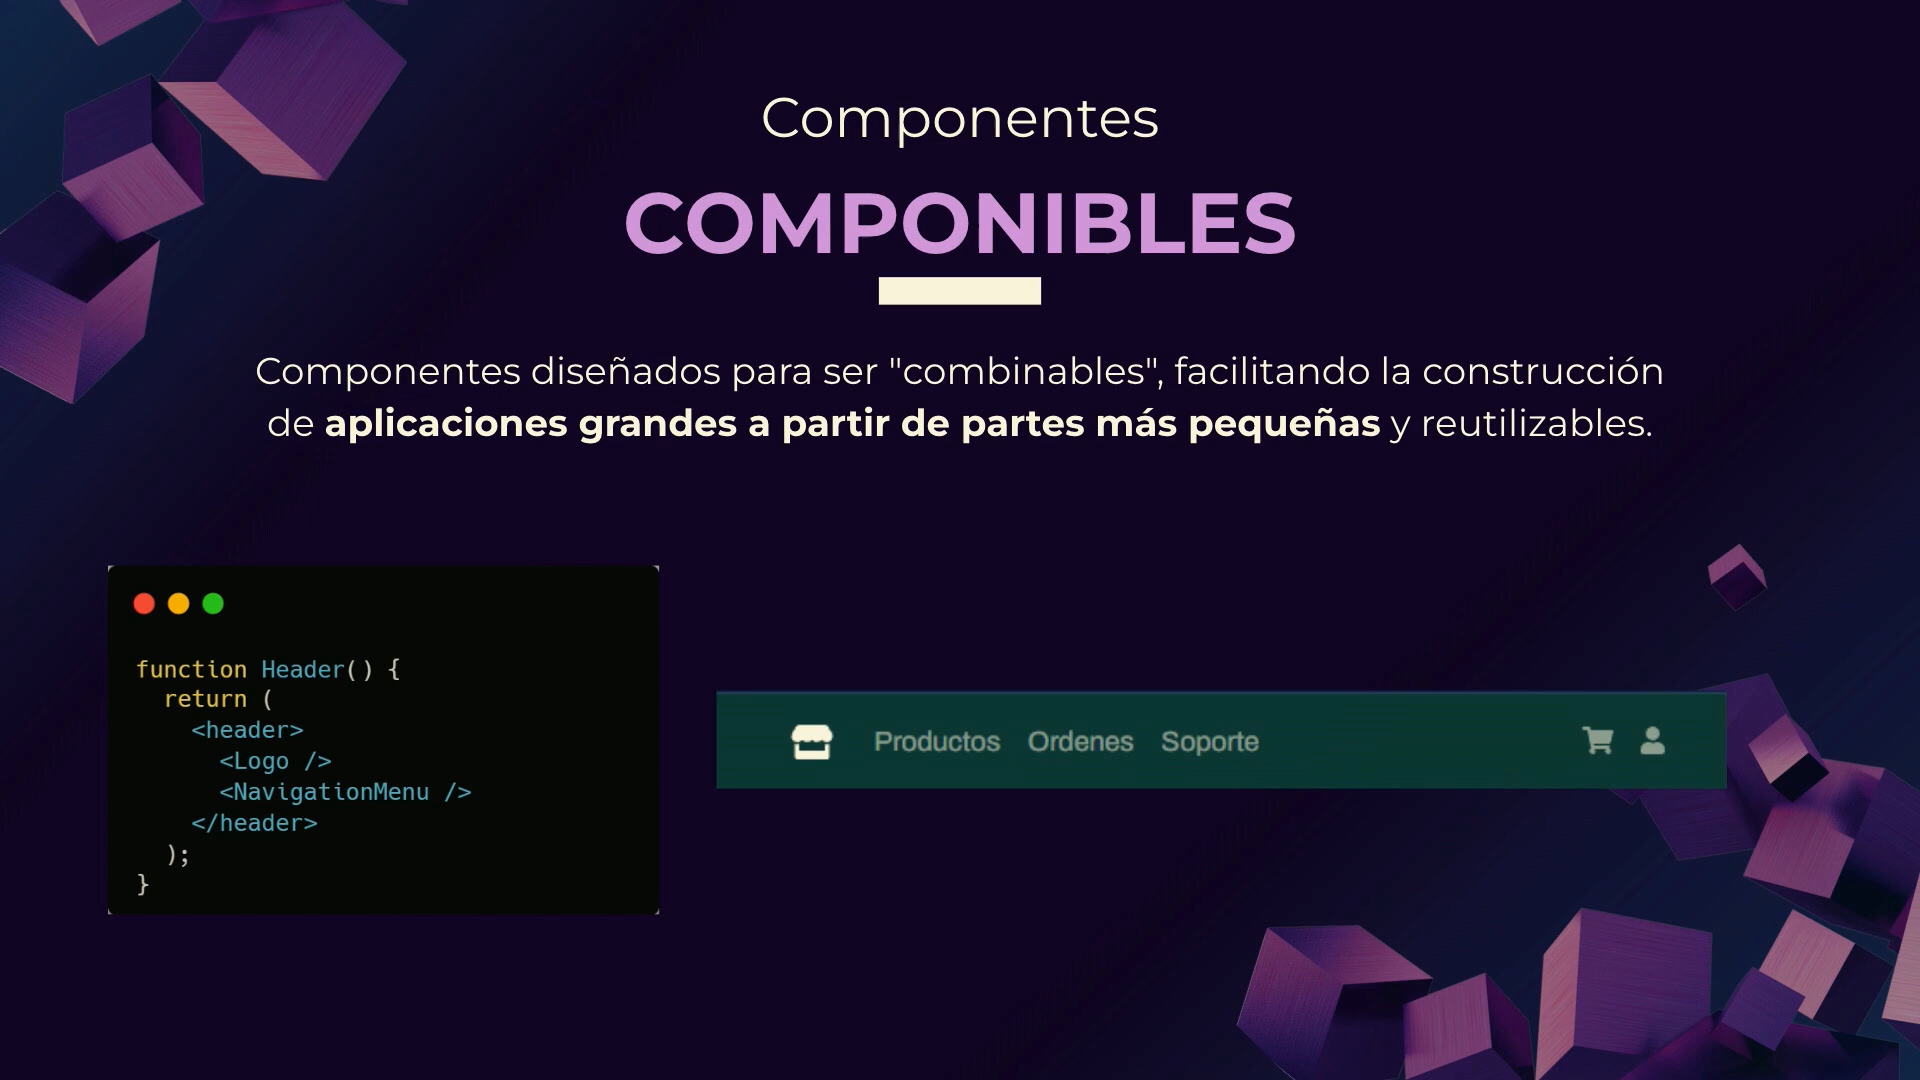 Componentes
COMPONIBLES
Componentes diseñados para ser "combinables", facilitando la construcción
de aplicaciones grandes a partir de partes más pequeñas y reutilizables.
function Header() {
  return (
    <header>
      <Logo />
      <NavigationMenu />
    </header>
  );
}
Productos Ordenes Soporte